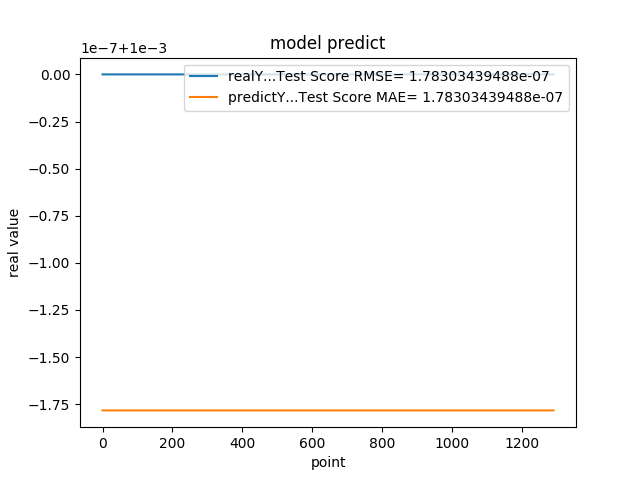 model predict
1e−7+1e−3
realY...Test Score RMSE= 1.78303439488e-07
predictY...Test Score MAE= 1.78303439488e-07
0.00
−0.25
−0.50
−0.75
−1.00
−1.25
−1.50
−1.75
real value
0 200 400 600 800 1000 1200
point